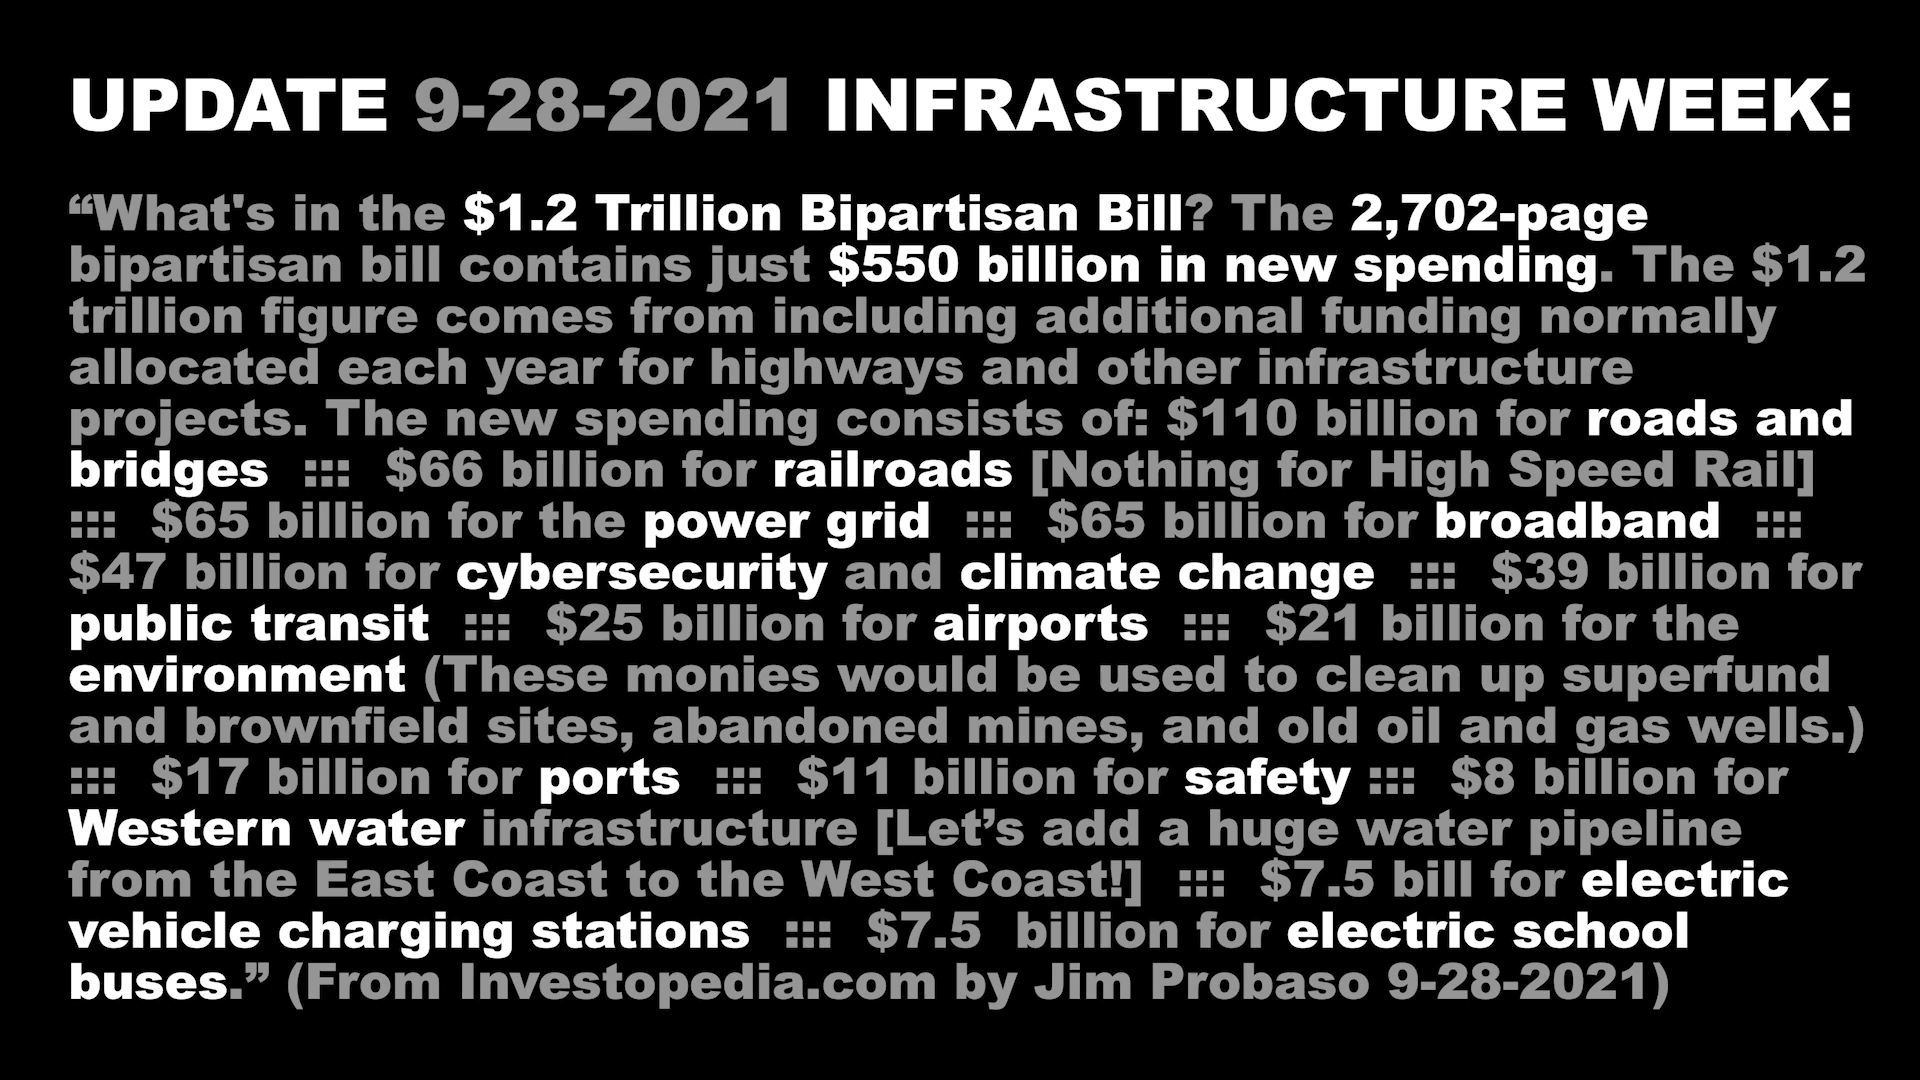 UPDATE 9-28-2021 INFRASTRUCTURE WEEK:
“What's in the $1.2 Trillion Bipartisan Bill? The 2,702-page
bipartisan bill contains just $550 billion in new spending. The $1.2
trillion figure comes from including additional funding normally
allocated each year for highways and other infrastructure
projects. The new spending consists of: $110 billion for roads and
bridges ::: $66 billion for railroads [Nothing for High Speed Rail]
::: $65 billion for the power grid ::: $65 billion for broadband :::
$47 billion for cybersecurity and climate change ::: $39 billion for
public transit ::: $25 billion for airports ::: $21 billion for the
environment (These monies would be used to clean up superfund
and brownfield sites, abandoned mines, and old oil and gas wells.)
::: $17 billion for ports ::: $11 billion for safety ::: $8 billion for
Western water infrastructure [Let’s add a huge water pipeline
from the East Coast to the West Coast!] ::: $7.5 bill for electric
vehicle charging stations ::: $7.5 billion for electric school
buses.” (From Investopedia.com by Jim Probaso 9-28-2021)